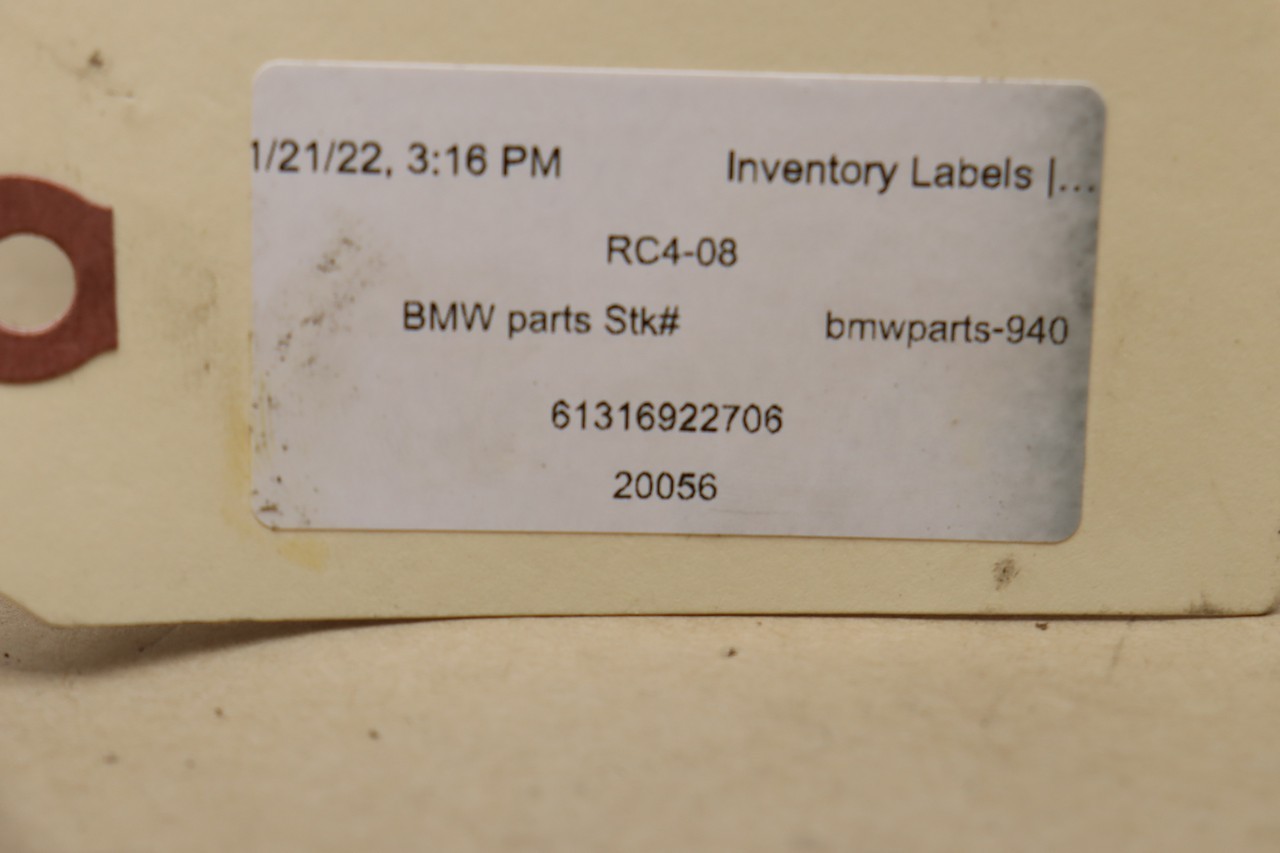 1/21/22, 3:16 PM Inventory Labels |...
RC4-08
BMW parts Stk# bmwparts-940
61316922706
20056